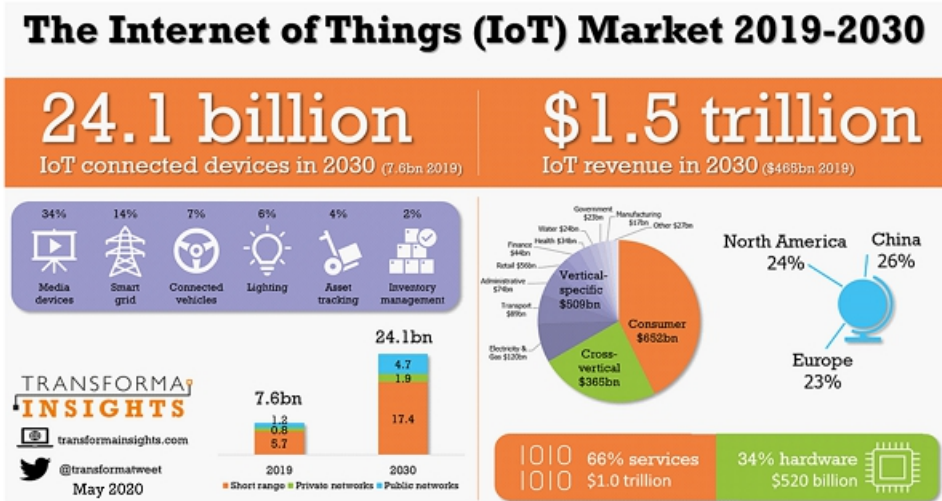 The Internet of Things (IoT) Market 2019-2030
24.1 billion
IoT connected devices in 2030 (7.6bn 2019)
$1.5 trillion
IoT revenue in 2030 ($465bn 2019)
34%
Media
devices
14%
Smart
grid
7%
Connected
vehicles
6%
Lighting
4%
Asset
tracking
2%
Inventory
management
TRANSFORMA
INSIGHTS
transformainsights.com
@transformatweet
May 2020
7.6bn
1.2
0.8
5.7
2019
24.1bn
4.7
1.9
17.4
2030
Short range
Private networks
Public networks
Government
$23bn
Manufacturing
$17bn
Other $27bn
Water $24bn
Health $34bn
Finance
$44bn
Retail $56bn
Administrative
$74bn
Transport
$89bn
Electricity &
Gas $120bn
Vertical-
specific
$509bn
Consumer
$652bn
Cross-
vertical
$365bn
North America
24%
China
26%
Europe
23%
66% services
$1.0 trillion
34% hardware
$520 billion